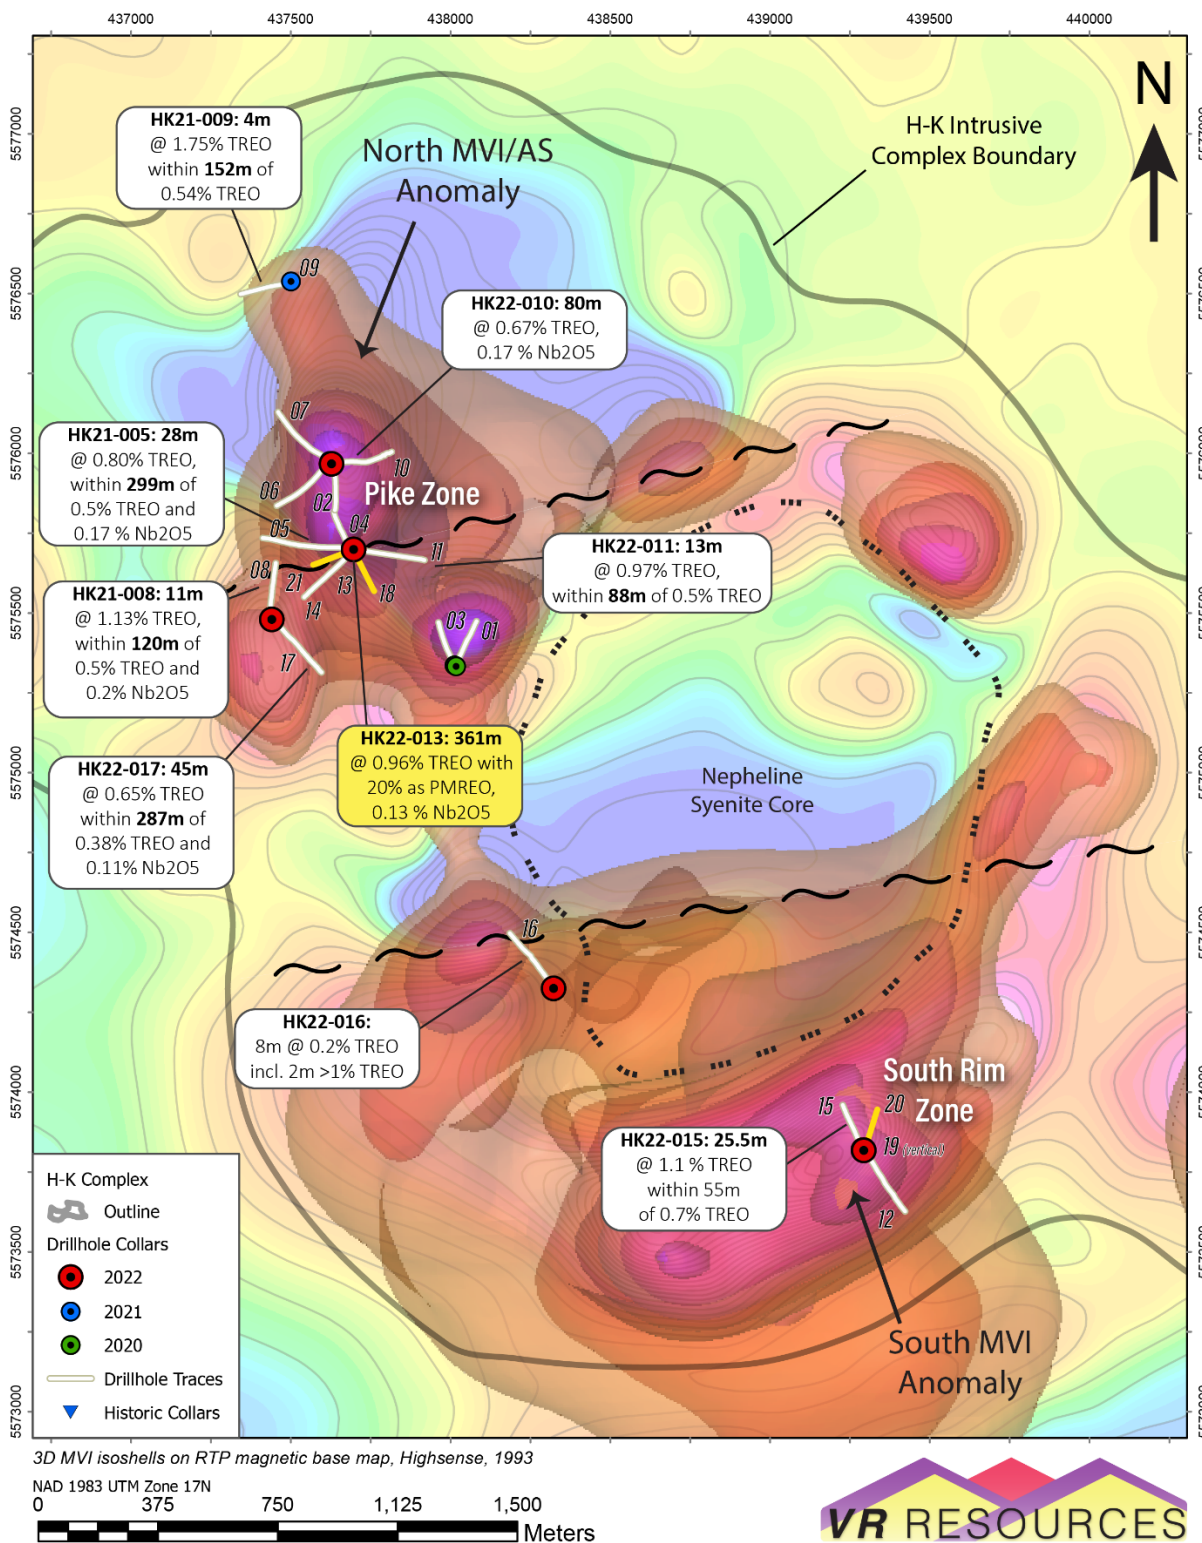 437000 437500 438000 438500 439000 439500 440000
5577000
5576500
5576000
5575500
5575000
5574500
5574000
5573500
5573000
5577000
5576500
5576000
5575500
5575000
5574500
5574000
5573500
5573000
N
H-K Intrusive
Complex Boundary
HK21-009: 4m
@ 1.75% TREO
within 152m of
0.54% TREO
North MVI/AS
Anomaly
09
HK22-010: 80m
@ 0.67% TREO,
0.17 % Nb2O5
07
10
06
02
Pike Zone
HK21-005: 28m
@ 0.80% TREO,
within 299m of
0.5% TREO and
0.17 % Nb2O5
05
04
11
08
21
13
18
14
HK22-011: 13m
@ 0.97% TREO,
within 88m of 0.5% TREO
HK21-008: 11m
@ 1.13% TREO,
within 120m of
0.5% TREO and
0.2% Nb2O5
03
01
17
HK22-013: 361m
@ 0.96% TREO with
20% as PMREO,
0.13 % Nb2O5
HK22-017: 45m
@ 0.65% TREO
within 287m of
0.38% TREO and
0.11% Nb2O5
Nepheline
Syenite Core
16
HK22-016:
8m @ 0.2% TREO
incl. 2m >1% TREO
South Rim
Zone
15
20
19 (vertical)
12
HK22-015: 25.5m
@ 1.1 % TREO
within 55m
of 0.7% TREO
South MVI
Anomaly
H-K Complex
Outline
Drillhole Collars
2022
2021
2020
Drillhole Traces
Historic Collars
3D MVI isoshells on RTP magnetic base map, Highsense, 1993
NAD 1983 UTM Zone 17N
0 375 750 1,125 1,500
Meters
VR RESOURCES